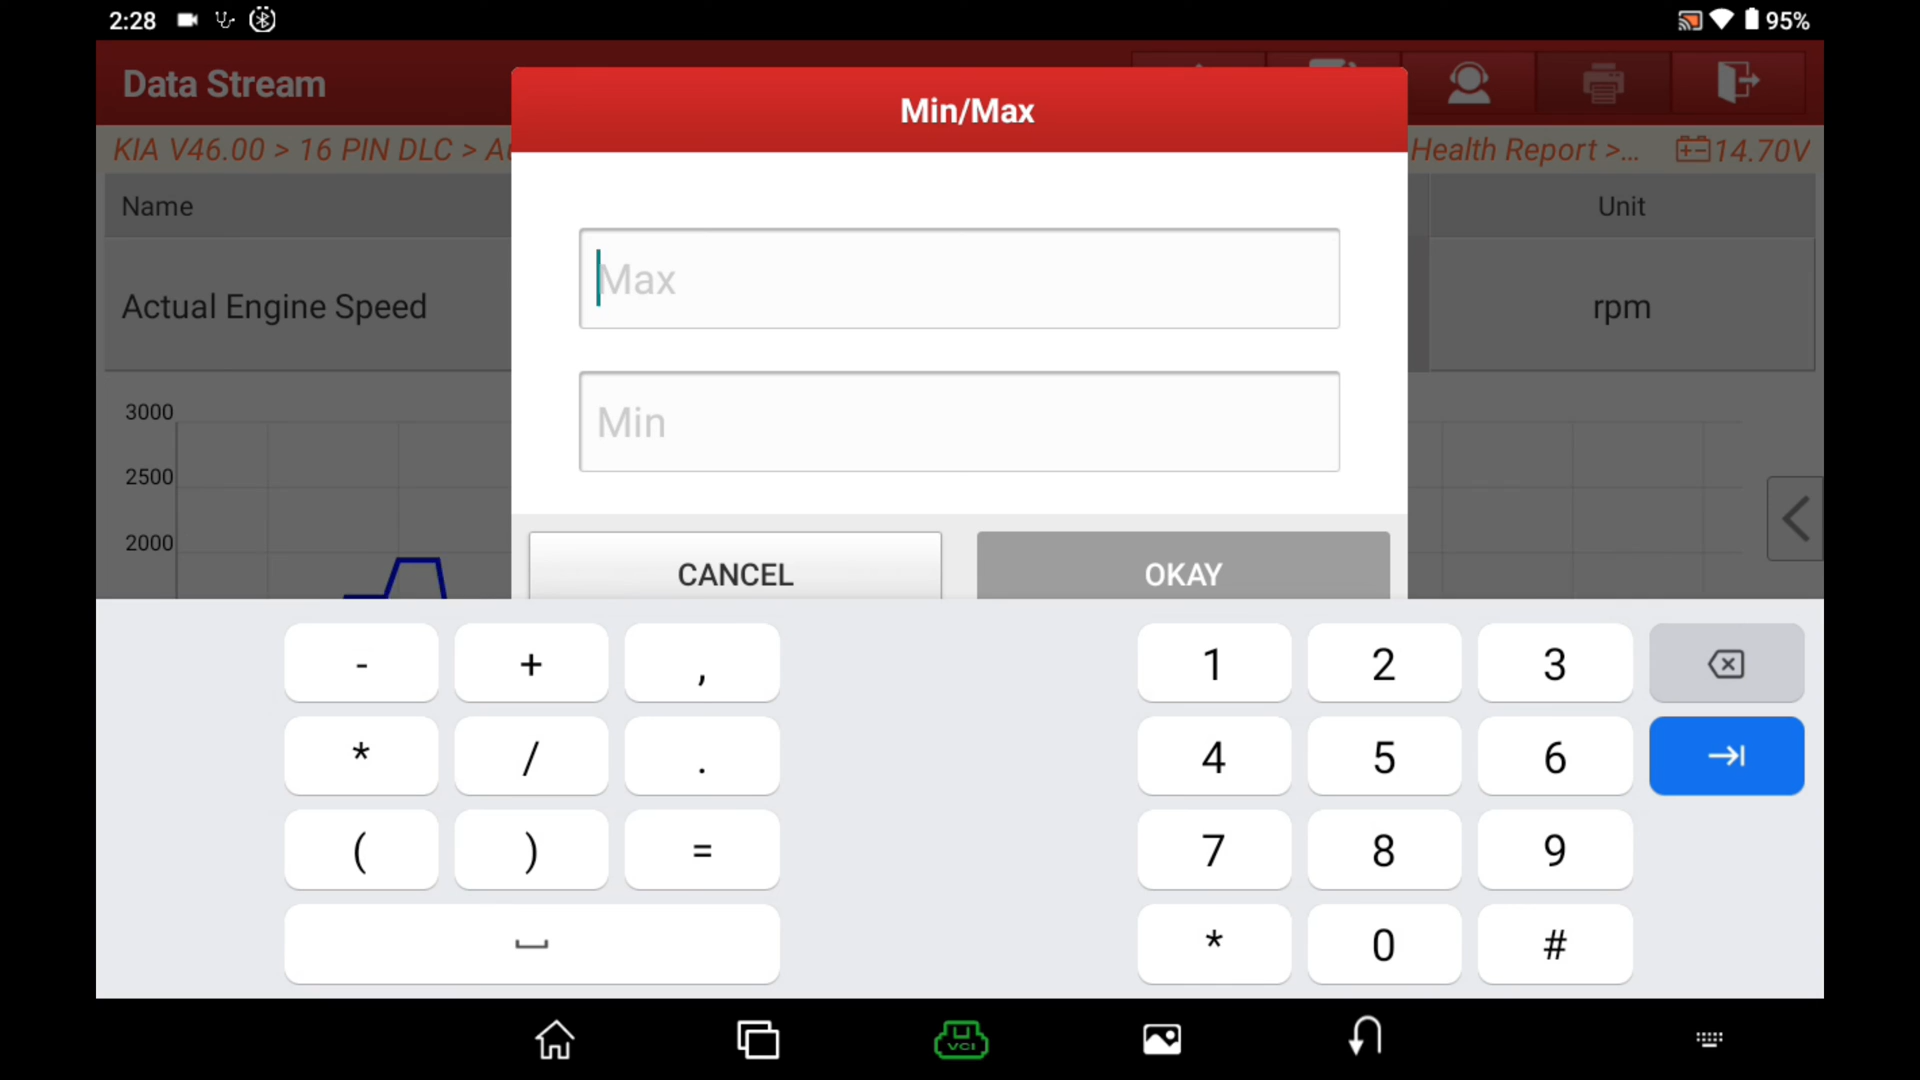 2:28
95%
Data Stream
Min/Max
KIA V46.00 > 16 PIN DLC > Au
Health Report >...
14.70V
Name
Unit
Max
Actual Engine Speed
rpm
Min
3000
2500
2000
CANCEL
OKAY
- + , 1 2 3
* / . 4 5 6
( ) = 7 8 9
* 0 #
VCI